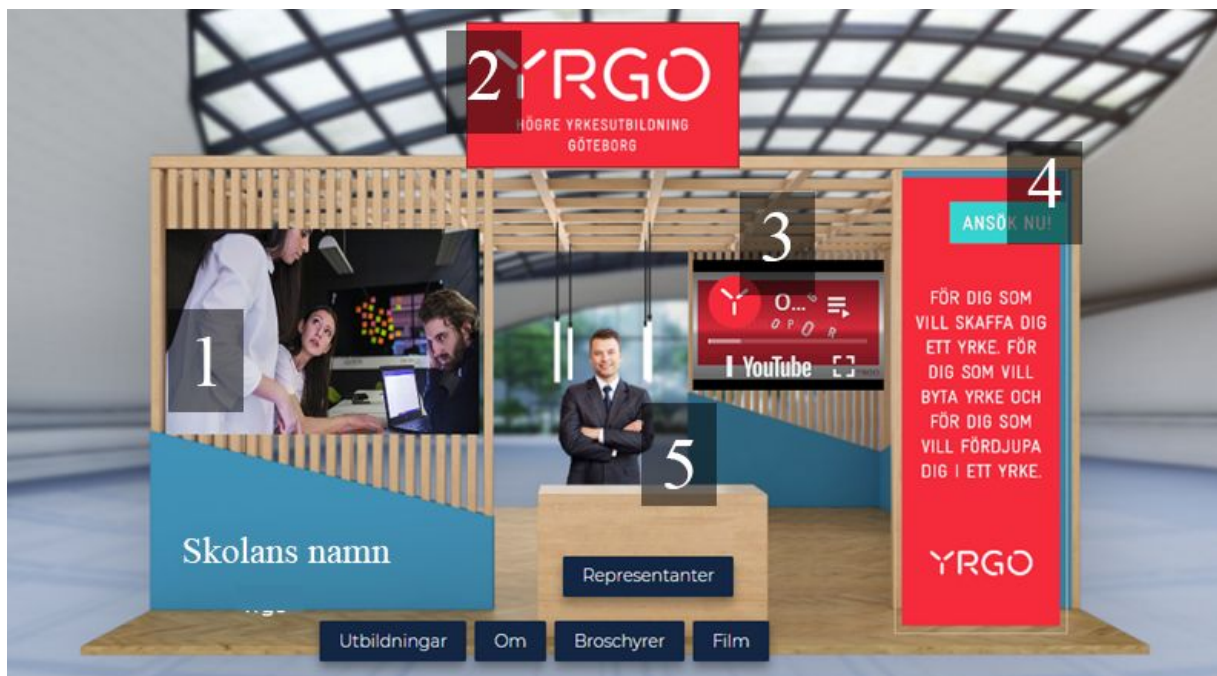 2
YRGO
HÖGRE YRKESUTBILDNING
GÖTEBORG
4
ANSÖK NU!
3
O...
G
O P O R
YouTube
1
FÖR DIG SOM
VILL SKAFFA DIG
ETT YRKE. FÖR
DIG SOM VILL
BYTA YRKE OCH
FÖR DIG SOM
VILL FÖRDJUPA
DIG I ETT YRKE.
YRGO
5
Skolans namn
Representanter
Utbildningar
Om
Broschyrer
Film